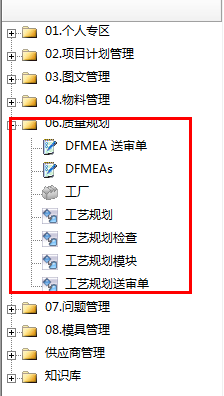 01.个人专区
02.项目计划管理
03.图文管理
04.物料管理
06.质量规划
DFMEA 送审单
DFMEAs
工厂
工艺规划
工艺规划检查
工艺规划模块
工艺规划送审单
07.问题管理
08.模具管理
供应商管理
知识库